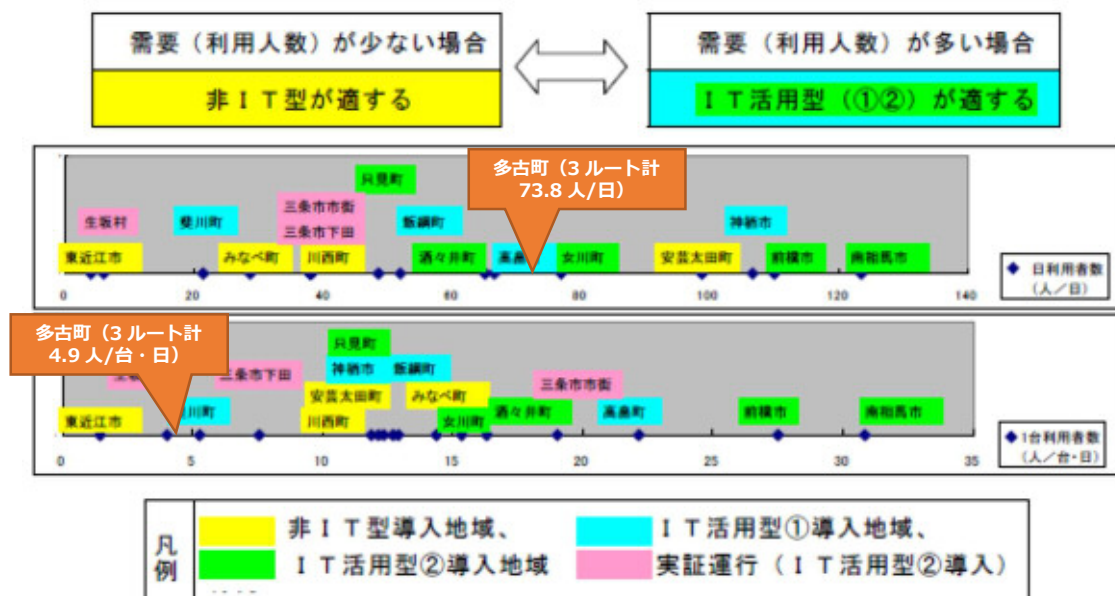 需要（利用人数）が少ない場合
非ＩＴ型が適する
需要（利用人数）が多い場合
ＩＴ活用型（①②）が適する
多古町（3 ルート計
73.8 人/日）
只見町
生坂村
斐川町
三条市市街
三条市下田
飯綱町
神栖市
東近江市
みなべ町
川西町
酒々井町
高畠
女川町
安芸太田町
前橋市
南相馬市
0 20 40 60 80 100 120 140
日利用者数
（人／日）
多古町（3 ルート計
4.9 人/台・日）
只見町
三条市下田
神栖市
飯綱町
三条市市街
安芸太田町
みなべ町
東近江市
川町
川西町
女川町
酒々井町
高畠町
前橋市
南相馬市
0 5 10 15 20 25 30 35
1台利用者数
（人／台・日）
凡例
非ＩＴ型導入地域、
ＩＴ活用型①導入地域、
ＩＴ活用型②導入地域
実証運行（ＩＴ活用型②導入）